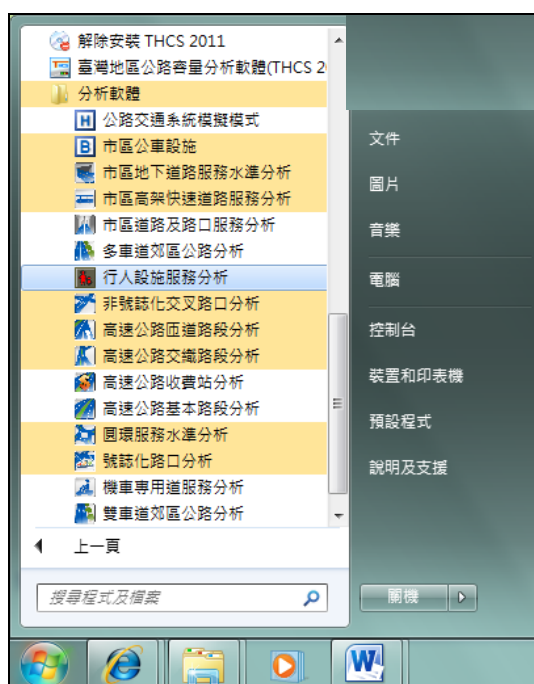 解除安裝 THCS 2011
臺灣地區公路容量分析軟體(THCS 2
分析軟體
H 公路交通系統模擬模式
B 市區公車設施
市區地下道路服務水準分析
市區高架快速道路服務分析
市區道路及路口服務分析
多車道郊區公路分析
行人設施服務分析
非號誌化交叉路口分析
高速公路匝道路段分析
高速公路交織路段分析
高速公路收費站分析
高速公路基本路段分析
圓環服務水準分析
號誌化路口分析
機車專用道服務分析
雙車道郊區公路分析
上一頁
搜尋程式及檔案
文件
圖片
音樂
電腦
控制台
裝置和印表機
預設程式
說明及支援
關機